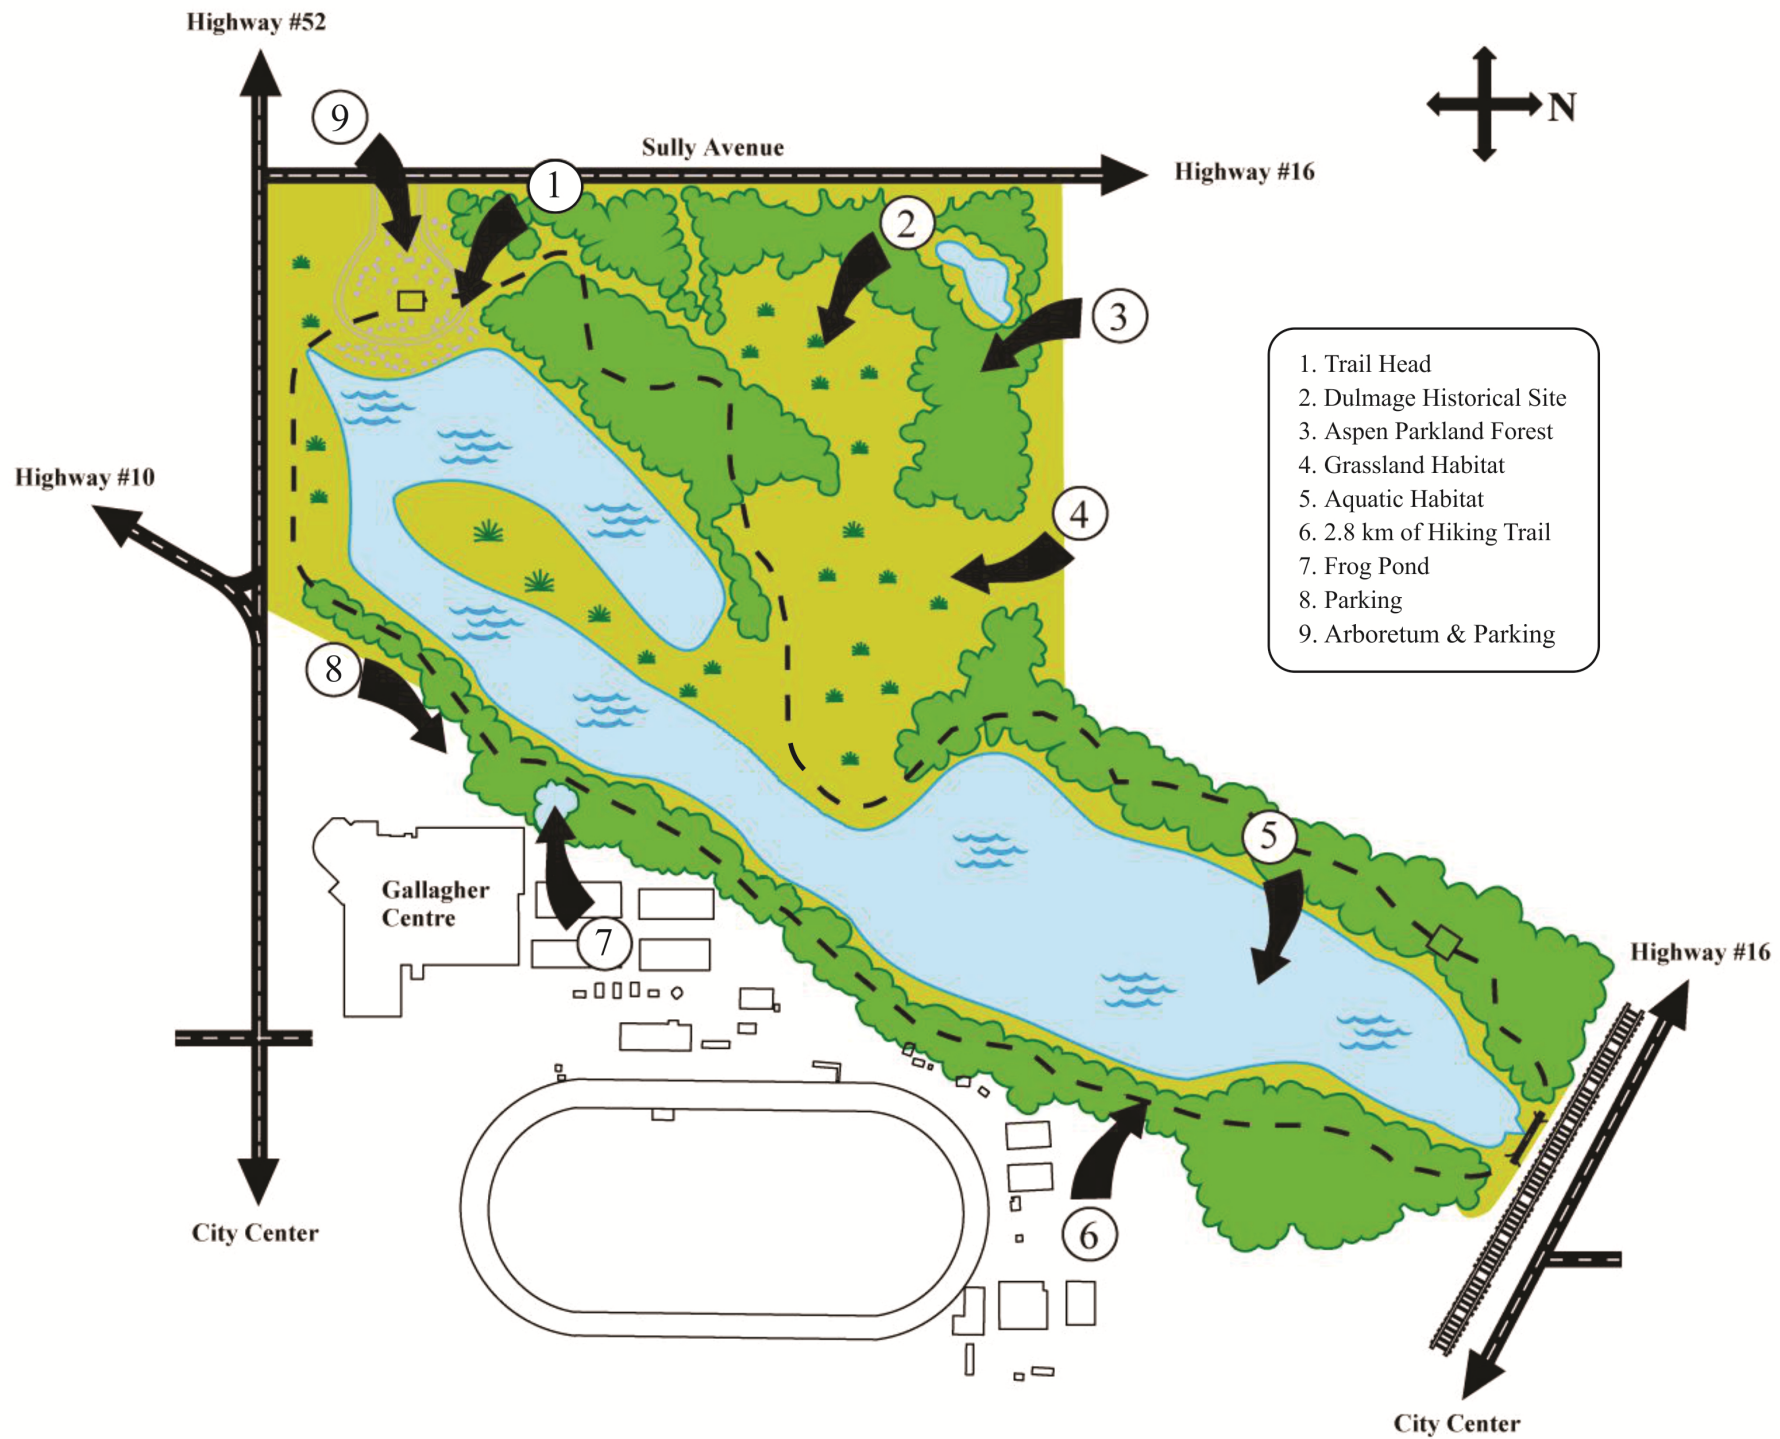 Highway #52
9
Sully Avenue
N
1
Highway #16
2
3
1. Trail Head
2. Dulmage Historical Site
3. Aspen Parkland Forest
4. Grassland Habitat
5. Aquatic Habitat
6. 2.8 km of Hiking Trail
7. Frog Pond
8. Parking
9. Arboretum & Parking
Highway #10
4
8
5
Gallagher
Centre
7
Highway #16
6
City Center
City Center